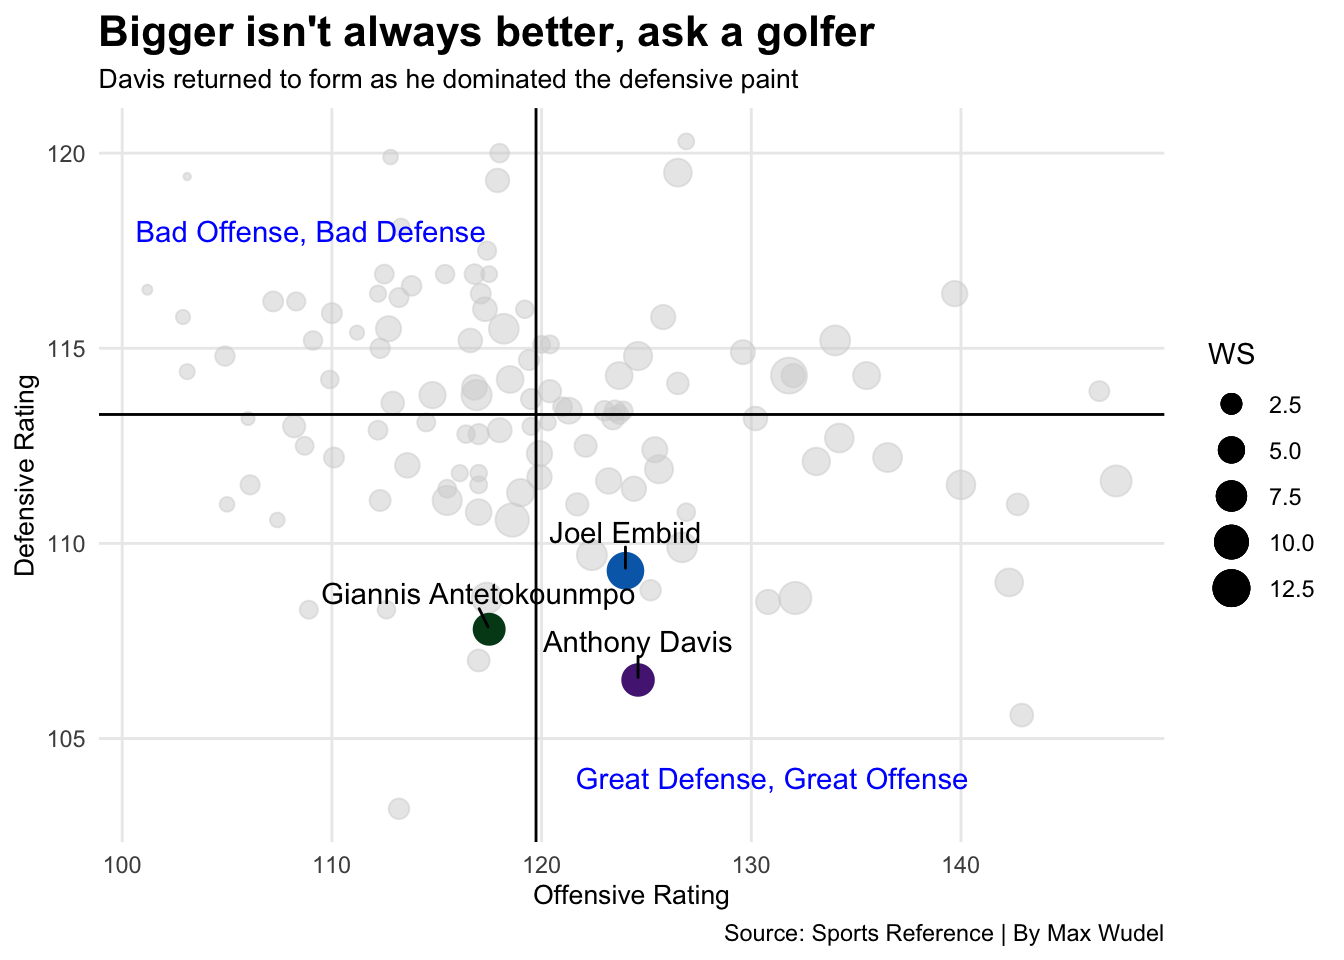 Bigger isn't always better, ask a golfer
Davis returned to form as he dominated the defensive paint
Defensive Rating
120
115
110
105
Bad Offense, Bad Defense
Joel Embiid
Giannis Antetokounmpo
Anthony Davis
Great Defense, Great Offense
100
110
120
130
140
Offensive Rating
WS
2.5
5.0
7.5
10.0
12.5
Source: Sports Reference | By Max Wudel